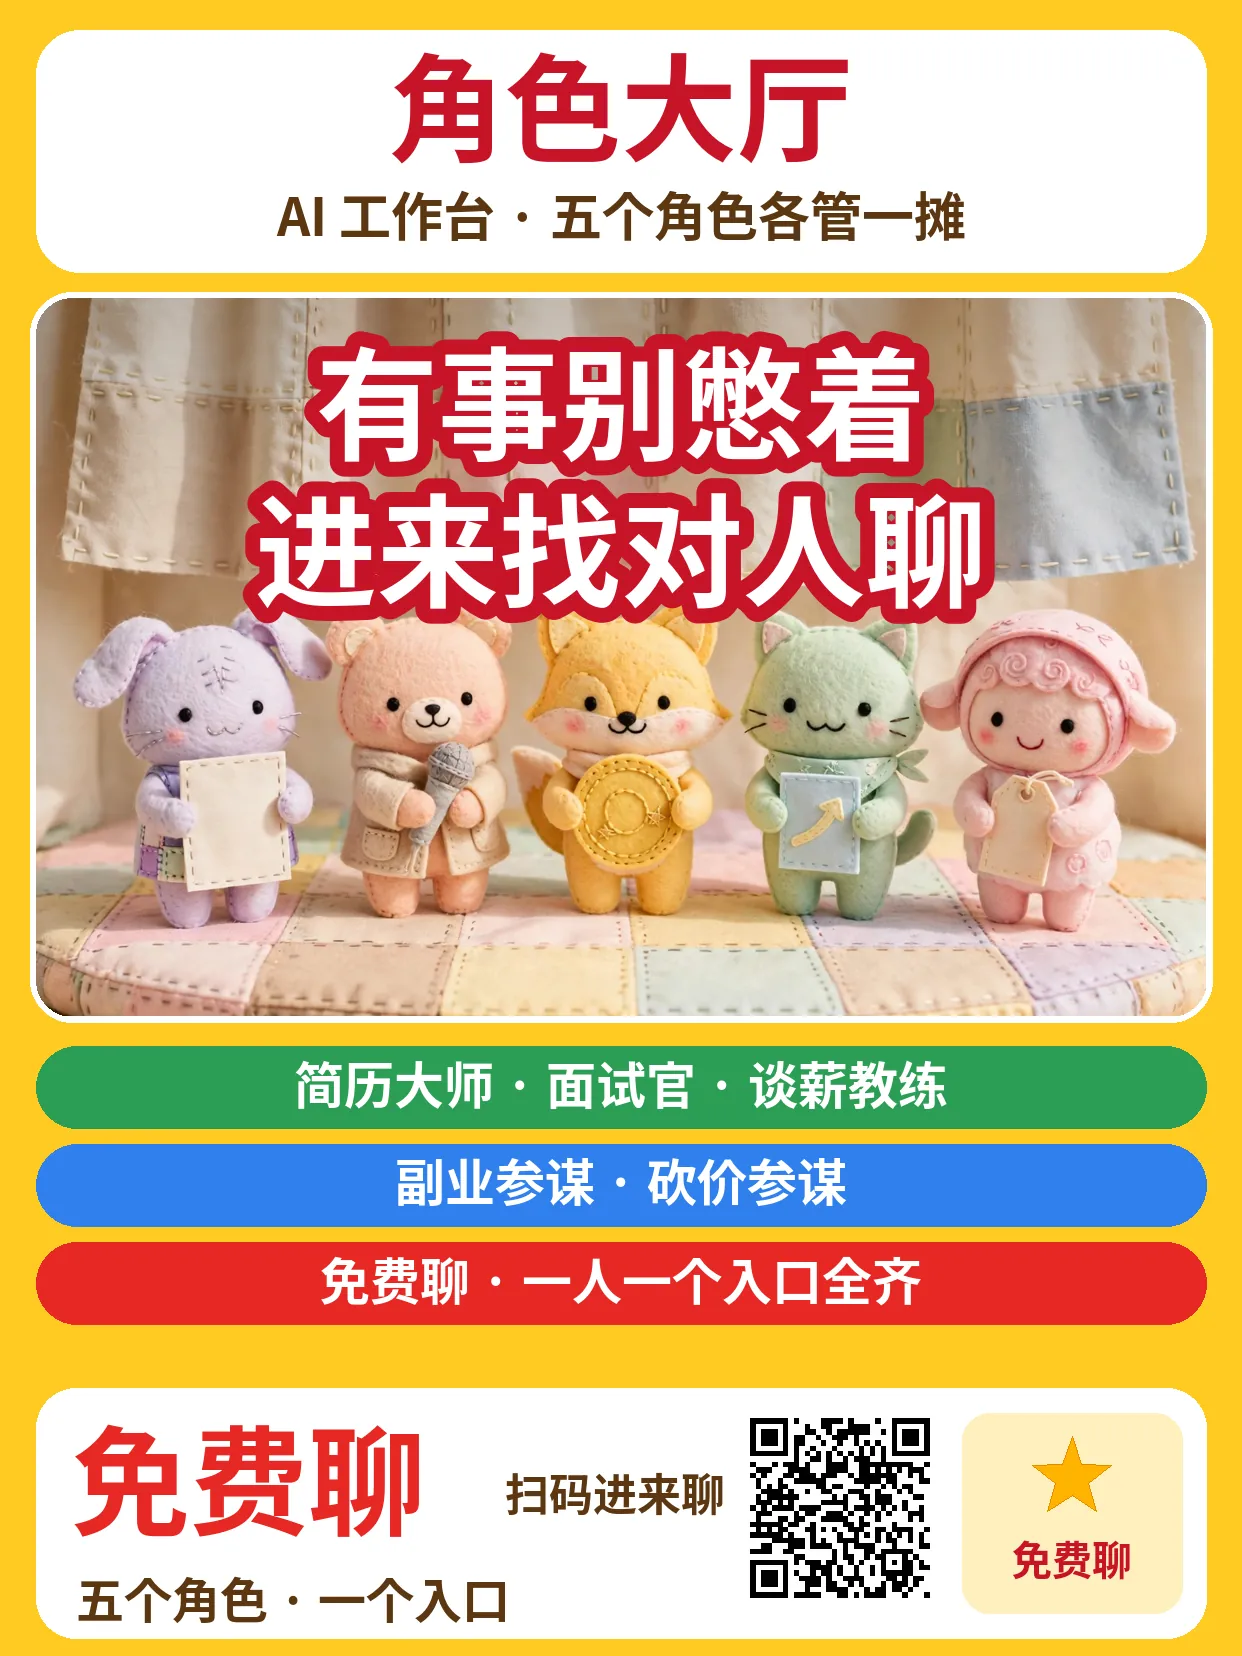 角色大厅
AI 工作台 · 五个角色各管一摊
有事别憋着
进来找对人聊
简历大师 · 面试官 · 谈薪教练
副业参谋 · 砍价参谋
免费聊 · 一人一个入口全齐
免费聊
扫码进来聊
免费聊
五个角色 · 一个入口